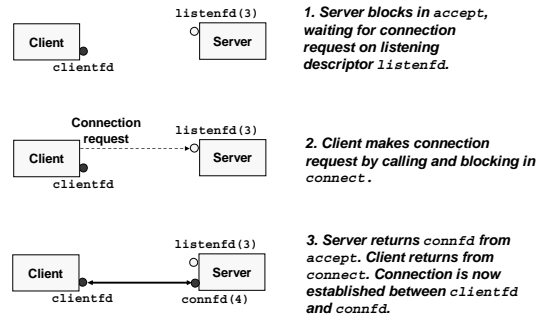 listenfd(3)
Client
Server
clientfd
1. Server blocks in accept,
waiting for connection
request on listening
descriptor listenfd.
Connection
request
listenfd(3)
Client
Server
clientfd
2. Client makes connection
request by calling and blocking in
connect.
listenfd(3)
Client
Server
clientfd
connfd(4)
3. Server returns connfd from
accept. Client returns from
connect. Connection is now
established between clientfd
and connfd.